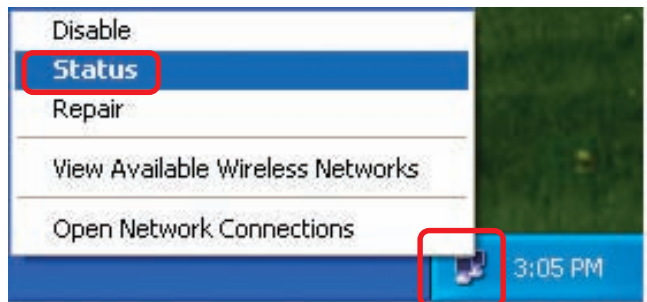 Disable
Status
Repair
View Available Wireless Networks
Open Network Connections
3:05 PM